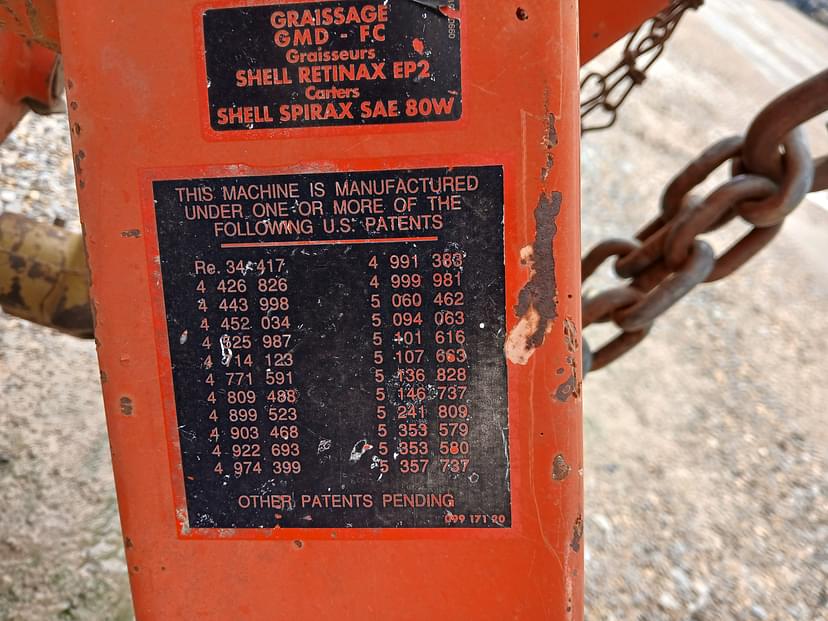 GRAISSAGE
GMD - FC
Graisseurs
SHELL RETINAX EP2
Carters
SHELL SPIRAX SAE 80W
THIS MACHINE IS MANUFACTURED
UNDER ONE OR MORE OF THE
FOLLOWING U.S. PATENTS
Re. 34 417
4 426 826
4 443 998
4 452 034
4 987
4 714 123
4 771 591
4 809 488
4 899 523
4 903 468
4 922 693
4 974 399
4 991 383
4 999 981
5 060 462
5 094 063
5 101 616
5 107 663
5 136 828
5 146 737
5 241 809
5 353 579
5 353 580
5 357 737
OTHER PATENTS PENDING
099 171 20